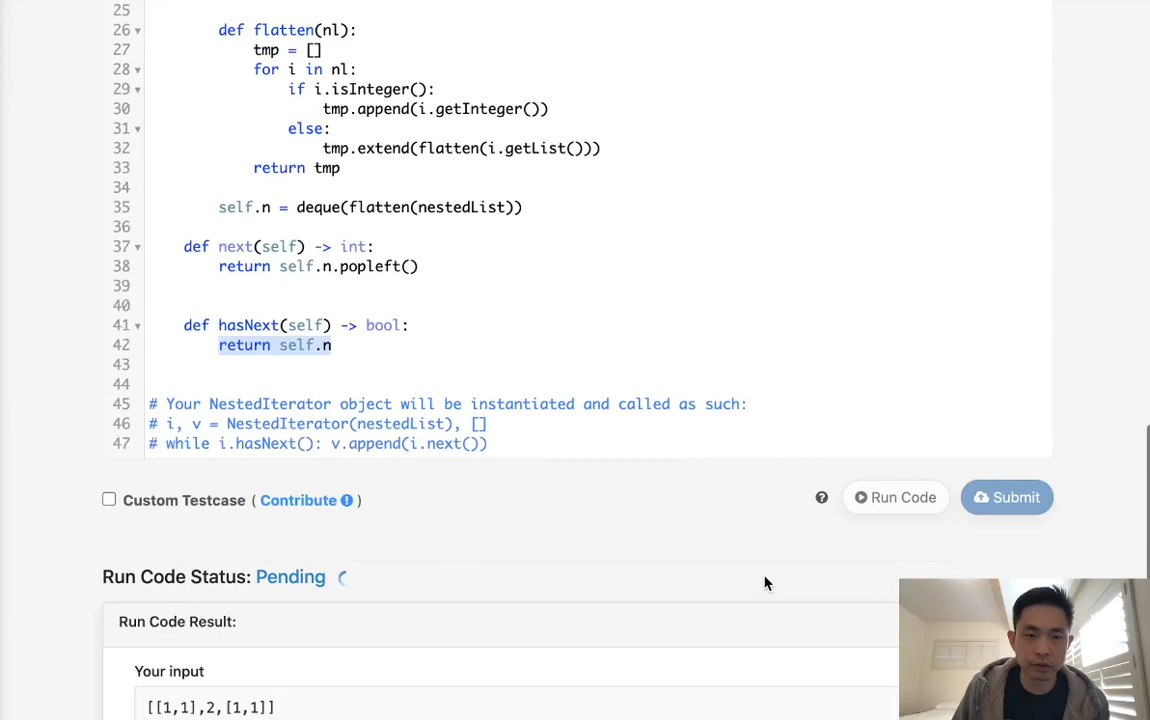 25
26 def flatten(nl):
27 tmp = []
28 for i in nl:
29 if i.isInteger():
30 tmp.append(i.getInteger())
31 else:
32 tmp.extend(flatten(i.getList()))
33 return tmp
34
35 self.n = deque(flatten(nestedList))
36
37 def next(self) -> int:
38 return self.n.popleft()
39
40
41 def hasNext(self) -> bool:
42 return self.n
43
44
45 # Your NestedIterator object will be instantiated and called as such:
46 # i, v = NestedIterator(nestedList), []
47 # while i.hasNext(): v.append(i.next())
Custom Testcase ( Contribute ! ) ? Run Code Submit
Run Code Status: Pending
Run Code Result:
Your input
[[1,1],2,[1,1]]